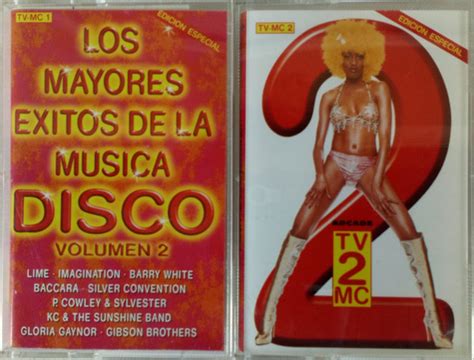 TV-MC 1
EDICION ESPECIAL
LOS
MAYORES
EXITOS DE LA
MUSICA
DISCO
VOLUMEN 2
LIME · IMAGINATION · BARRY WHITE
BACCARA · SILVER CONVENTION
P. COWLEY & SYLVESTER
KC & THE SUNSHINE BAND
GLORIA GAYNOR · GIBSON BROTHERS
TV-MC 2
EDICION ESPECIAL
2
ARCADE
TV
2
MC